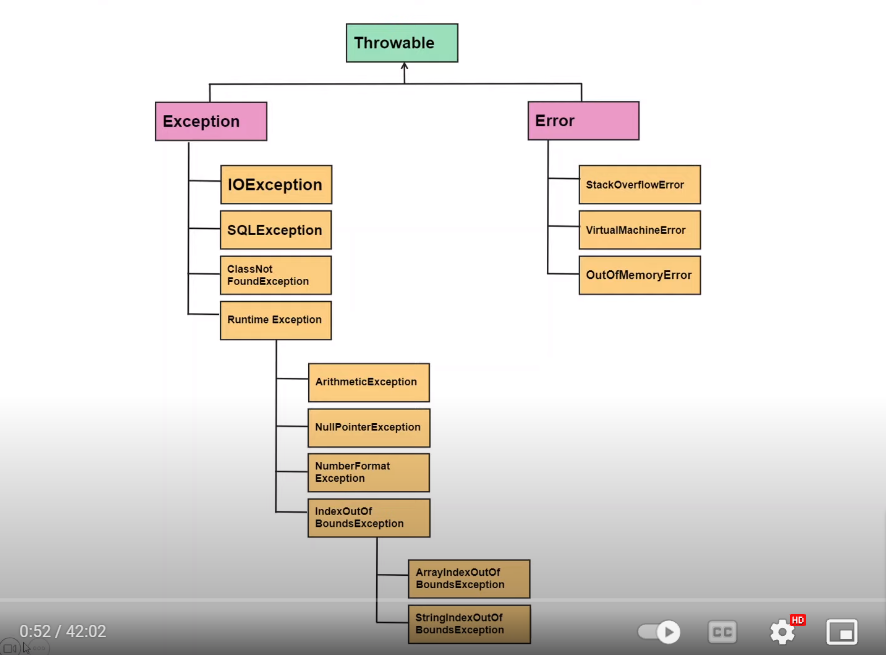 Throwable
Exception
Error
IOException
StackOverflowError
SQLException
VirtualMachineError
ClassNot
FoundException
OutOfMemoryError
Runtime Exception
ArithmeticException
NullPointerException
NumberFormat
Exception
IndexOutOf
BoundsException
ArrayIndexOutOf
BoundsException
StringIndexOutOf
BoundsException
0:52 / 42:02
CC
HD